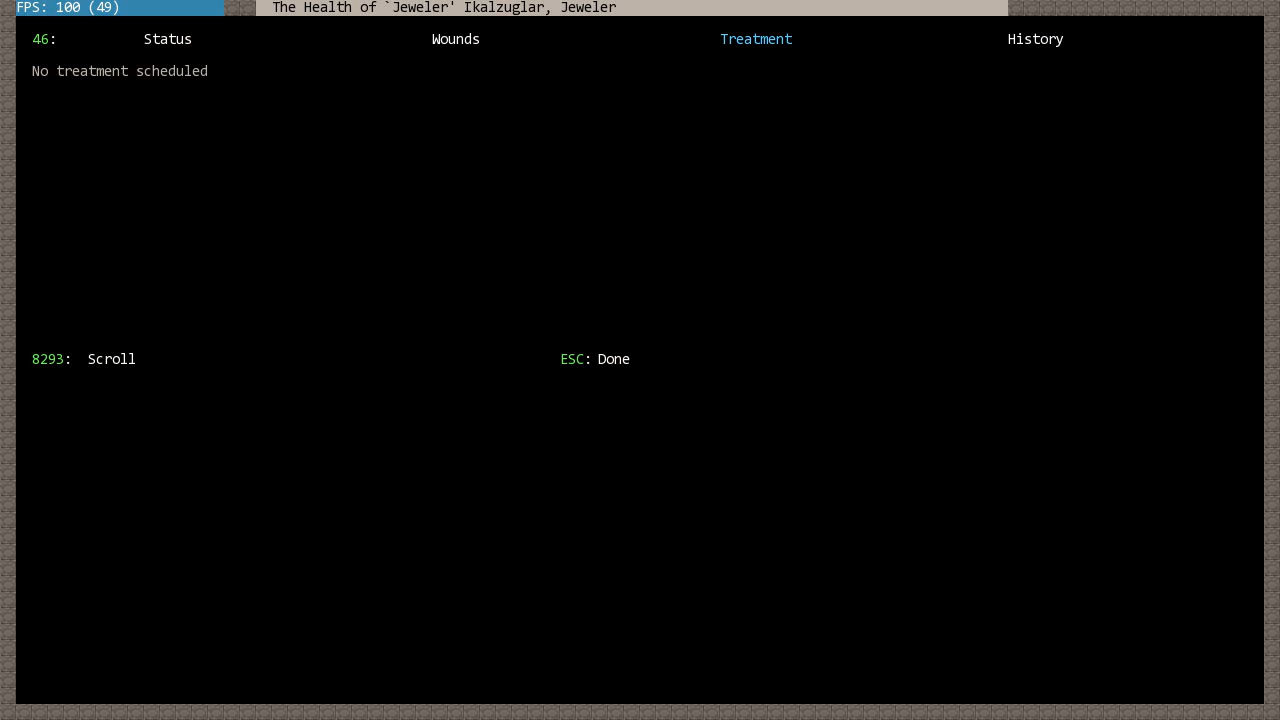 FPS: 100 (49) The Health of `Jeweler' Ikalzuglar, Jeweler
46: Status Wounds Treatment History
No treatment scheduled
8293: Scroll ESC: Done